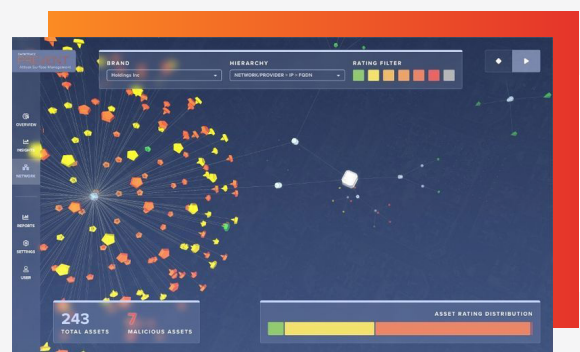 BRAND
HIERARCHY
RATING FILTER
Holdings Inc
NETWORK/PROVIDER > IP > FQDN
OVERVIEW
INSIGHTS
NETWORK
REPORTS
SETTINGS
USER
243
7
TOTAL ASSETS
MALICIOUS ASSETS
ASSET RATING DISTRIBUTION